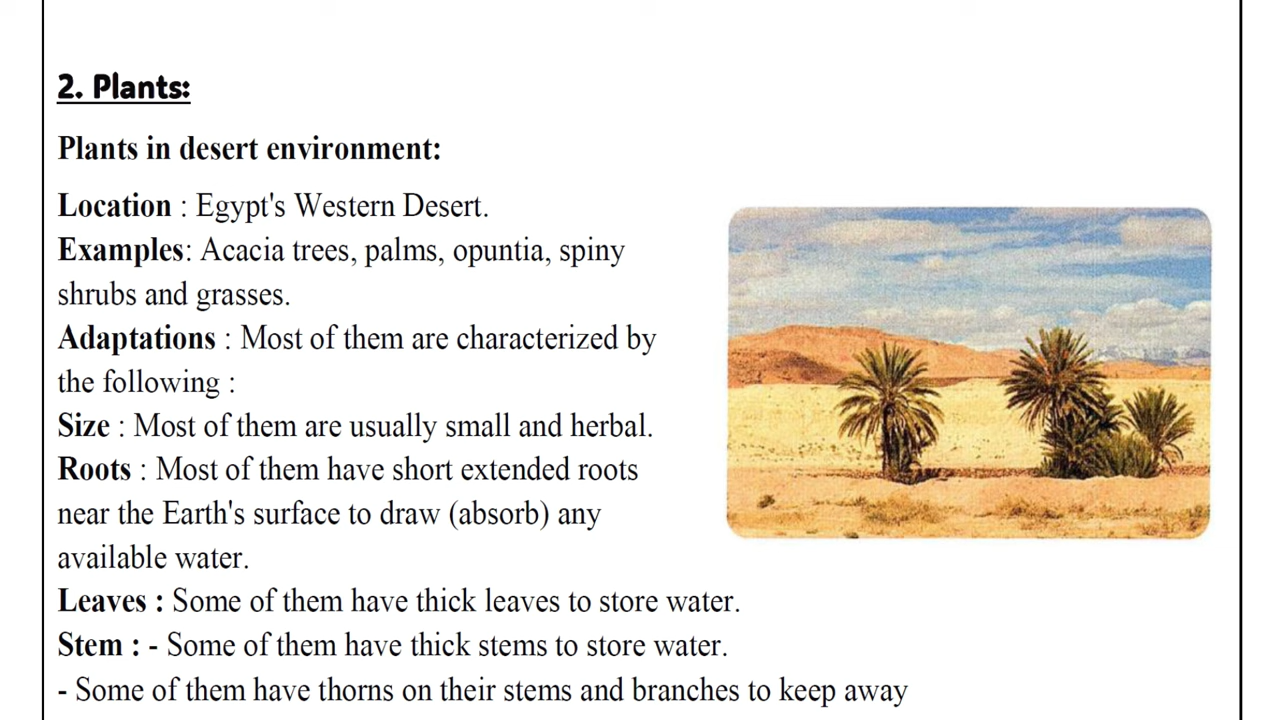 2. Plants:
Plants in desert environment:
Location : Egypt's Western Desert.
Examples: Acacia trees, palms, opuntia, spiny
shrubs and grasses.
Adaptations : Most of them are characterized by
the following :
Size : Most of them are usually small and herbal.
Roots : Most of them have short extended roots
near the Earth's surface to draw (absorb) any
available water.
Leaves : Some of them have thick leaves to store water.
Stem : - Some of them have thick stems to store water.
- Some of them have thorns on their stems and branches to keep away